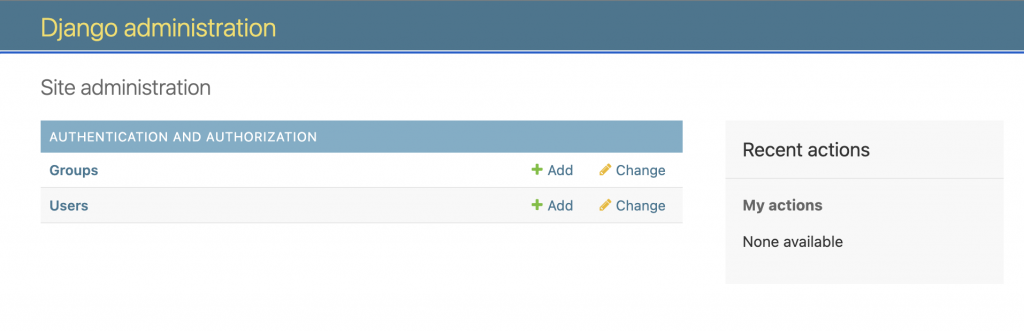 Django administration
Site administration
AUTHENTICATION AND AUTHORIZATION
Groups Add Change
Users Add Change
Recent actions
My actions
None available